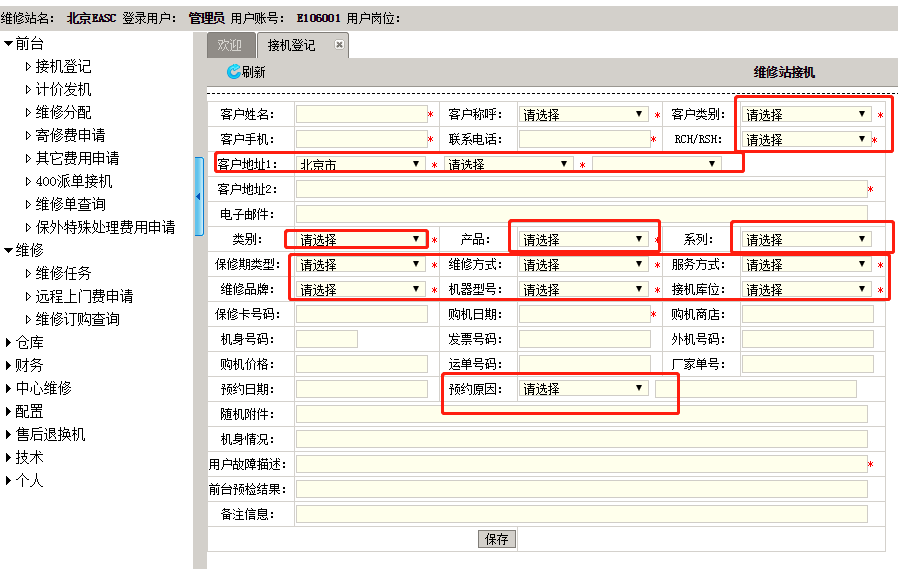 维修站名： 北京EASC 登录用户： 管理员 用户账号： E106001 用户岗位：
前台
接机登记
计价发机
维修分配
寄修费申请
其它费用申请
400派单接机
维修单查询
保外特殊处理费用申请
维修
维修任务
远程上门费申请
维修订购查询
仓库
财务
中心维修
配置
售后退换机
技术
个人
欢迎 接机登记
刷新 维修站接机
客户姓名： * 客户称呼： 请选择 * 客户类别： 请选择 *
客户手机： * 联系电话： * RCH/RSH： 请选择 *
客户地址1： 北京市 * 请选择 *
客户地址2： *
电子邮件：
类别： 请选择 * 产品： 请选择 * 系列： 请选择
保修期类型： 请选择 * 维修方式： 请选择 * 服务方式： 请选择 *
维修品牌： 请选择 * 机器型号： 请选择 * 接机库位： 请选择 *
保修卡号码： 购机日期： * 购机商店：
机身号码： 发票号码： 外机号码：
购机价格： 运单号码： 厂家单号：
预约日期： 预约原因： 请选择
随机附件：
机身情况：
用户故障描述： *
前台预检结果：
备注信息：
保存